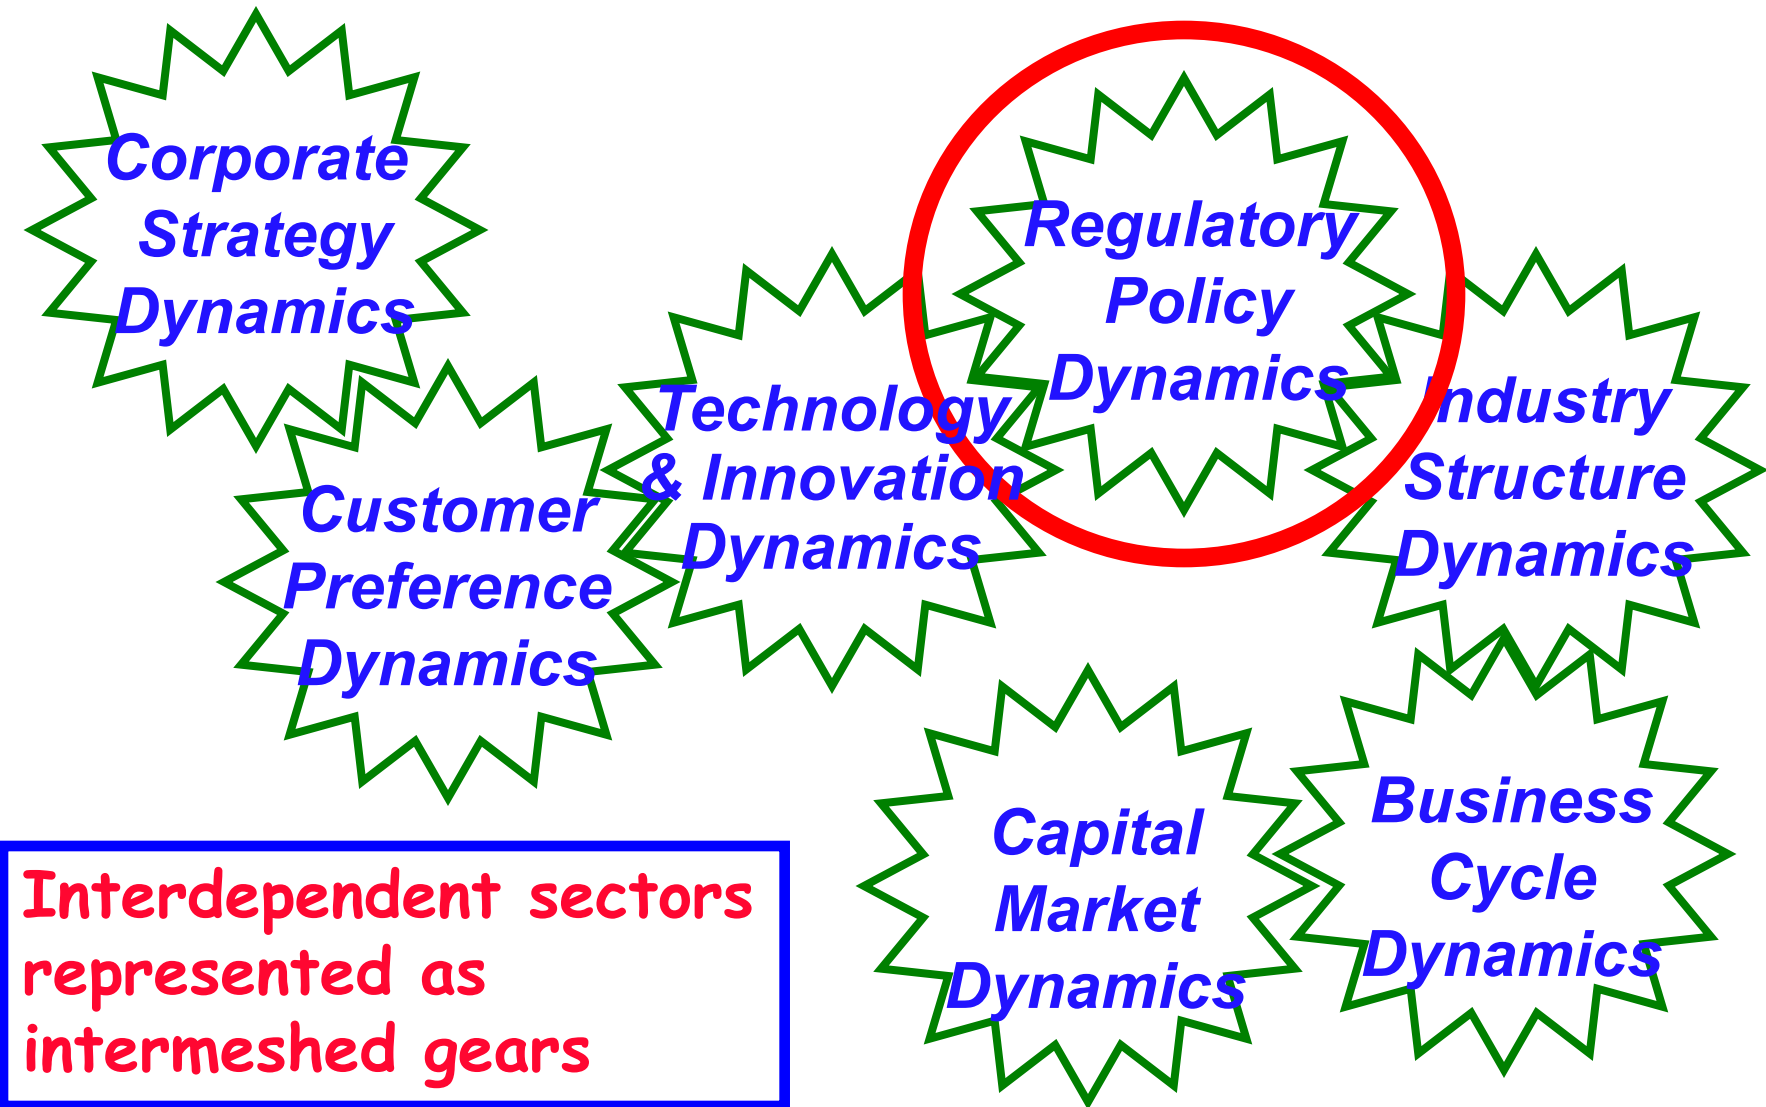 Corporate
Strategy
Dynamics
Customer
Preference
Dynamics
Technology
& Innovation
Dynamics
Regulatory
Policy
Dynamics
Industry
Structure
Dynamics
Capital
Market
Dynamics
Business
Cycle
Dynamics
Interdependent sectors
represented as
intermeshed gears